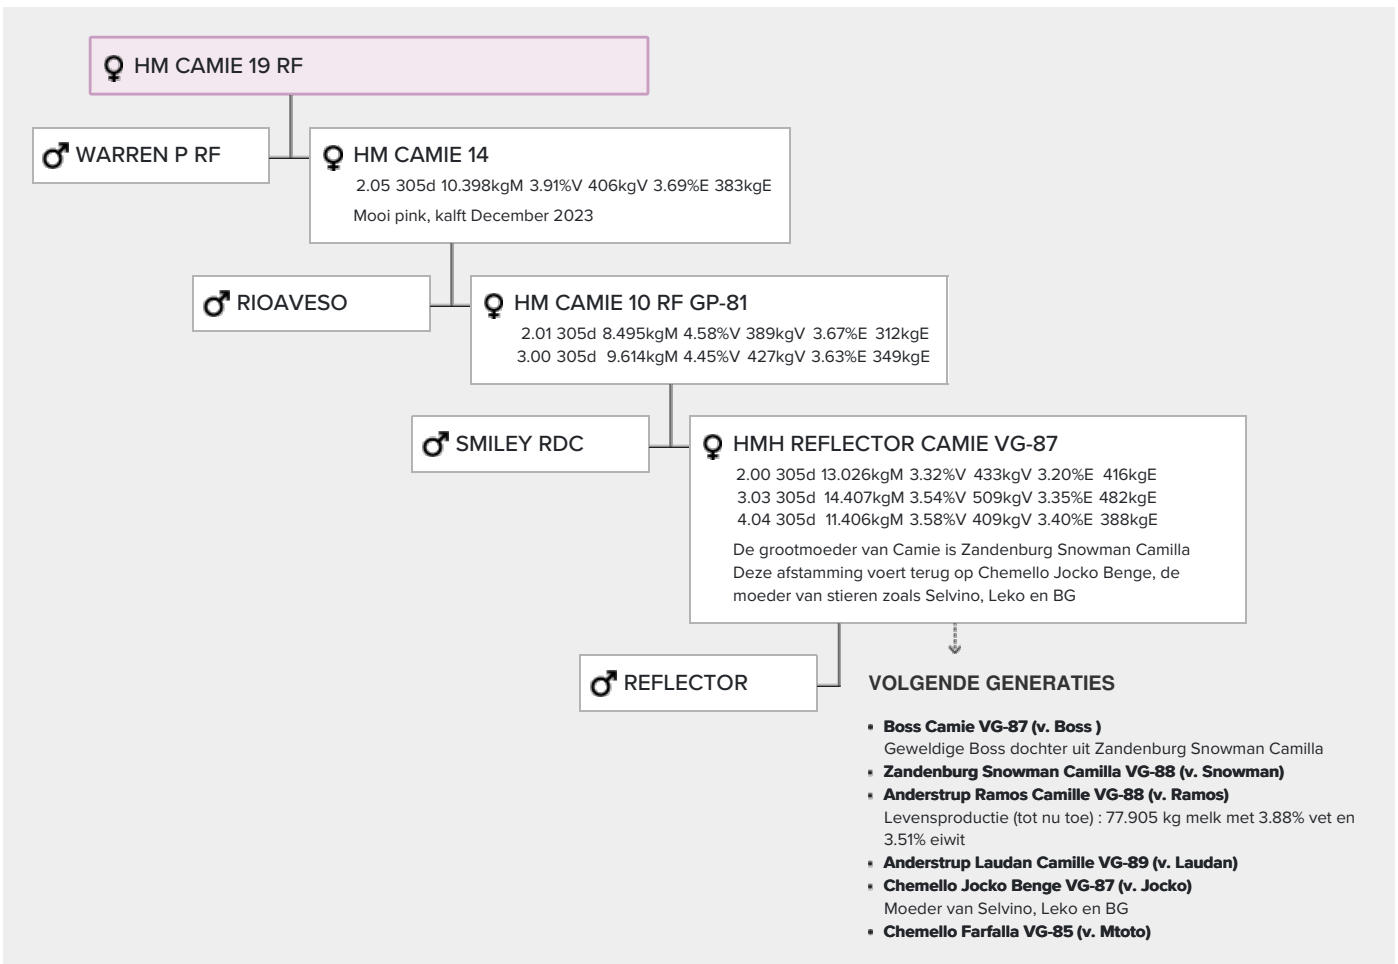 HM CAMIE 19 RF
WARREN P RF
HM CAMIE 14
2.05 305d 10.398kgM 3.91%V 406kgV 3.69%E 383kgE
Mooi pink, kalft December 2023
RIOAVESO
HM CAMIE 10 RF GP-81
2.01 305d 8.495kgM 4.58%V 389kgV 3.67%E 312kgE
3.00 305d 9.614kgM 4.45%V 427kgV 3.63%E 349kgE
SMILEY RDC
HMH REFLECTOR CAMIE VG-87
2.00 305d 13.026kgM 3.32%V 433kgV 3.20%E 416kgE
3.03 305d 14.407kgM 3.54%V 509kgV 3.35%E 482kgE
4.04 305d 11.406kgM 3.58%V 409kgV 3.40%E 388kgE
De grootmoeder van Camie is Zandenburg Snowman Camilla
Deze afstamming voert terug op Chemello Jocko Benge, de
moeder van stieren zoals Selvino, Leko en BG
REFLECTOR
VOLGENDE GENERATIES
▪ Boss Camie VG-87 (v. Boss )
Geweldige Boss dochter uit Zandenburg Snowman Camilla
▪ Zandenburg Snowman Camilla VG-88 (v. Snowman)
▪ Anderstrup Ramos Camille VG-88 (v. Ramos)
Levensproductie (tot nu toe) : 77.905 kg melk met 3.88% vet en
3.51% eiwit
▪ Anderstrup Laudan Camille VG-89 (v. Laudan)
▪ Chemello Jocko Benge VG-87 (v. Jocko)
Moeder van Selvino, Leko en BG
▪ Chemello Farfalla VG-85 (v. Mtoto)